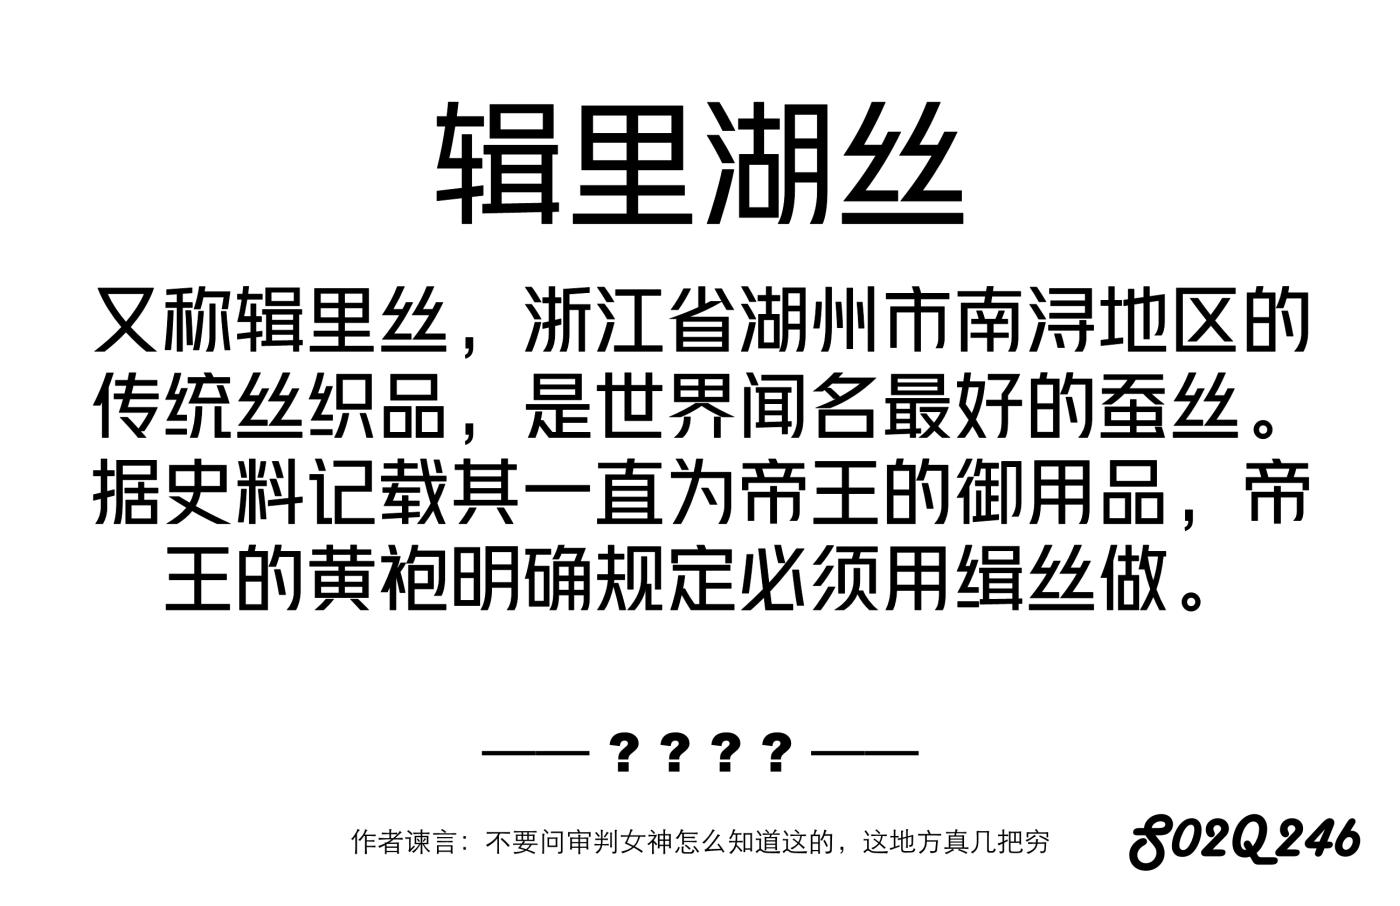 辑里湖丝
又称辑里丝，浙江省湖州市南浔地区的
传统丝织品，是世界闻名最好的蚕丝。
据史料记载其一直为帝王的御用品，帝
王的黄袍明确规定必须用缉丝做。
——？？？？——
作者谏言：不要问审判女神怎么知道这的，这地方真几把穷
S02Q246